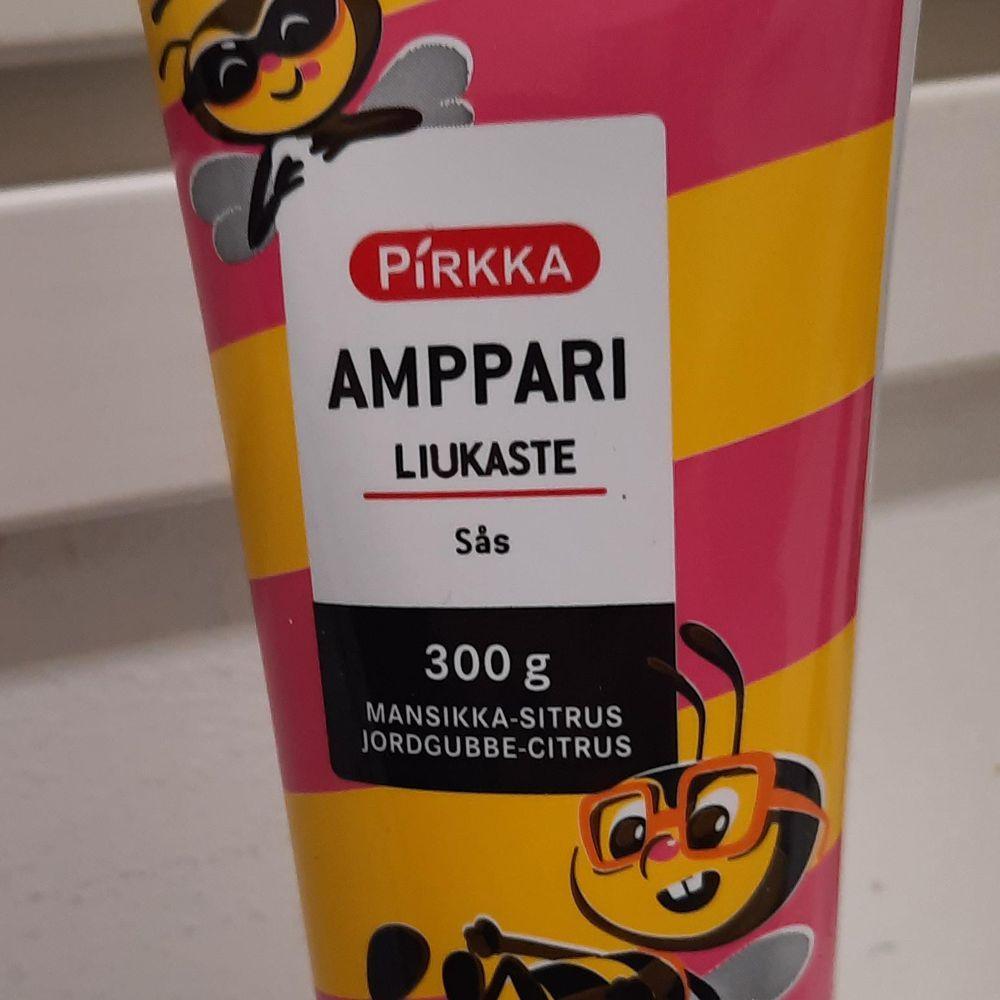 PIRKKA
AMPPARI
LIUKASTE
Sås
300 g
MANSIKKA-SITRUS
JORDGUBBE-CITRUS